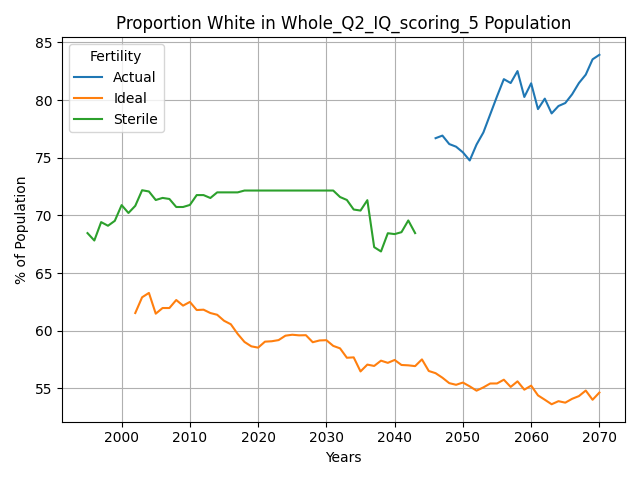 Proportion White in Whole_Q2_IQ_scoring_5 Population
85
80
75
70
65
60
55
% of Population
Fertility
Actual
Ideal
Sterile
2000 2010 2020 2030 2040 2050 2060 2070
Years